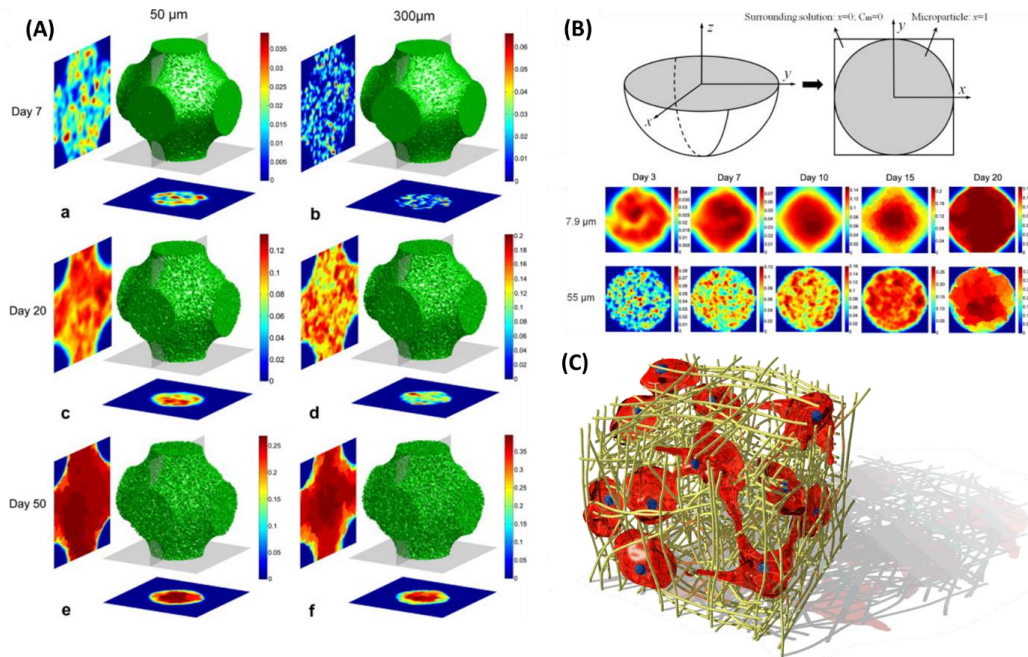 (A)
50 µm
300µm
Day 7
0.035
0.03
0.025
0.02
0.015
0.01
0.005
0
a
0.06
0.05
0.04
0.03
0.02
0.01
0
b
Day 20
0.12
0.1
0.08
0.06
0.04
0.02
0
c
0.2
0.18
0.16
0.14
0.12
0.1
0.08
0.06
0.04
0.02
0
d
Day 50
0.25
0.2
0.15
0.1
0.05
0
e
0.35
0.3
0.25
0.2
0.15
0.1
0.05
0
f
(B)
Surrounding solution: x=0; Cm=0
Microparticle: x=1
z
y
x
y
x
Day 3
Day 7
Day 10
Day 15
Day 20
7.9 µm
55 µm
(C)